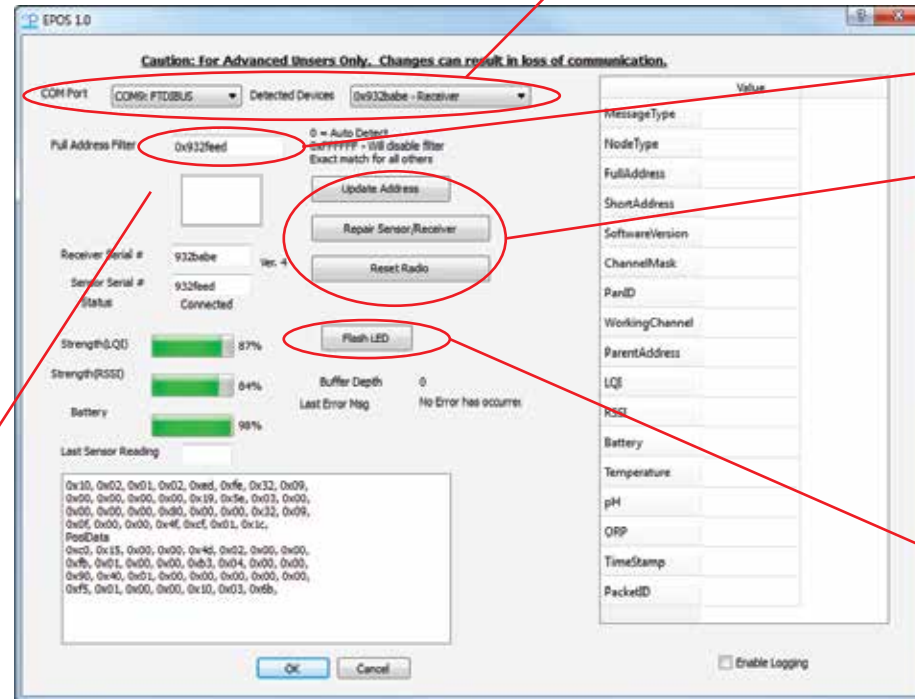 EPOS 1.0
Caution: For Advanced Unsers Only. Changes can result in loss of communication.
COM Port COM9: FTDIBUS Detected Devices 0x932babe - Receiver
Full Address Filter 0x932feed
0 = Auto Detect
0xFFFFFF - Will disable filter
Exact match for all others
Update Address
Repair Sensor/Receiver
Receiver Serial # 932babe Ver. 4
Reset Radio
Sensor Serial # 932feed
Status Connected
Flash LED
Strength(LQI) 87%
Strength(RSSI) 84%
Buffer Depth 0
Last Error Msg No Error has occurre
Battery 98%
Last Sensor Reading
0x10, 0x02, 0x01, 0x02, 0xed, 0xfe, 0x32, 0x09,
0x00, 0x00, 0x00, 0x00, 0x19, 0x5e, 0x03, 0x00,
0x00, 0x00, 0x00, 0x80, 0x00, 0x00, 0x32, 0x09,
0x0f, 0x00, 0x00, 0x4f, 0xcf, 0x01, 0x1c,
PoolData
0xc0, 0x15, 0x00, 0x00, 0x4d, 0x02, 0x00, 0x00,
0xfb, 0x01, 0x00, 0x00, 0xb3, 0x04, 0x00, 0x00,
0x90, 0x40, 0x01, 0x00, 0x00, 0x00, 0x00, 0x00,
0xf5, 0x01, 0x00, 0x00, 0x10, 0x03, 0x6b,
OK Cancel
Value
MessageType
NodeType
FullAddress
ShortAddress
SoftwareVersion
ChannelMask
PanID
WorkingChannel
ParentAddress
LQI
RSSI
Battery
Temperature
pH
ORP
TimeStamp
PacketID
Enable Logging